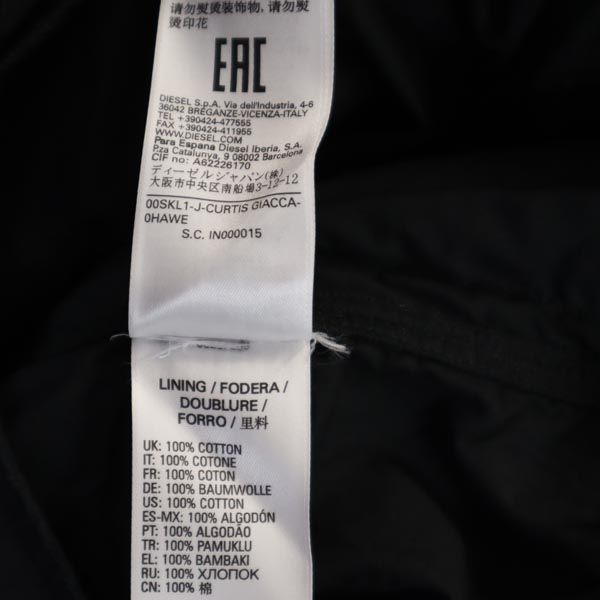 请勿熨烫装饰物,请勿熨
烫印花
EAC
DIESEL S.p.A. Via dell'Industria, 4-6
36042 BREGANZE-VICENZA-ITALY
TEL +390424-477555
FAX +390424-411955
WWW.DIESEL.COM
Para Espana Diesel Iberia, S.A.
Pza Catalunya, 9 08002 Barcelona
CIF no: A62226170
ディーゼルジャパン(株)
大阪市中央区南船場3-12-12
00SKL1-J-CURTIS GIACCA-
0HAWE
S.C. IN000015
LINING / FODERA /
DOUBLURE /
FORRO / 里料
UK: 100% COTTON
IT: 100% COTONE
FR: 100% COTON
DE: 100% BAUMWOLLE
US: 100% COTTON
ES-MX: 100% ALGODÓN
PT: 100% ALGODÃO
TR: 100% PAMUKLU
EL: 100% BAMBAKI
RU: 100% ХЛОПОК
CN: 100% 棉